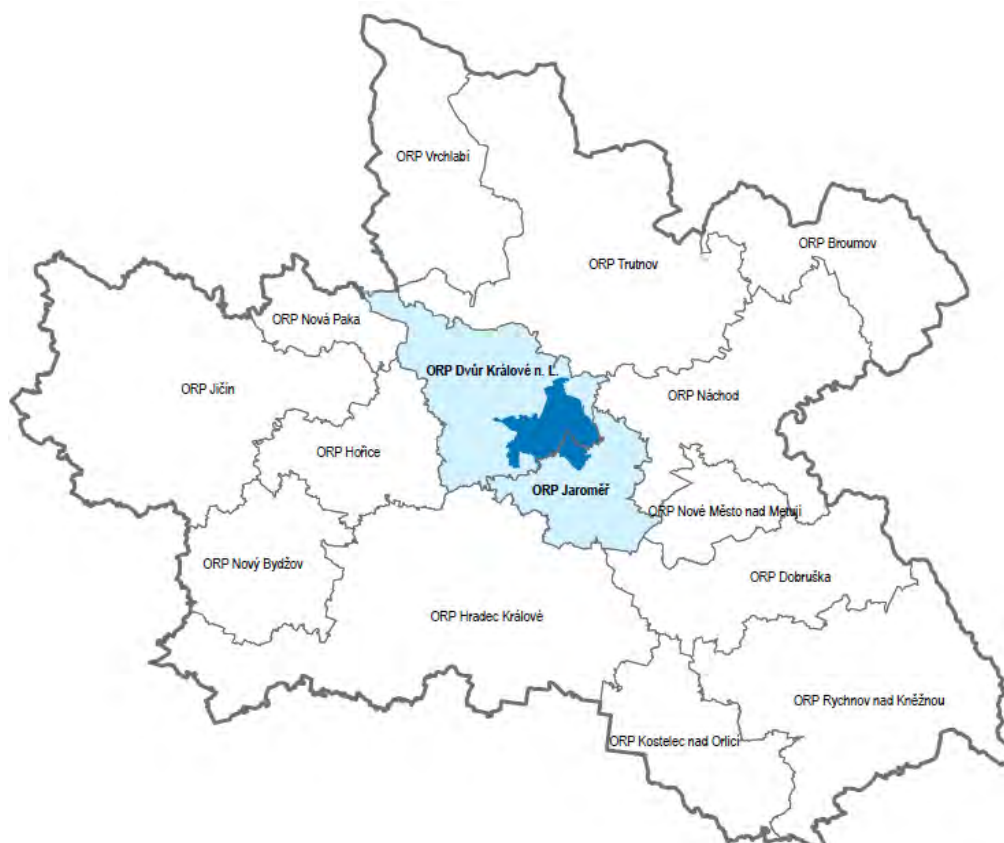 ORP Vrchlabí
ORP Broumov
ORP Trutnov
ORP Nová Paka
ORP Dvůr Králové n. L.
ORP Jičín
ORP Náchod
ORP Hořice
ORP Jaroměř
ORP Nové Město nad Metují
ORP Nový Bydžov
ORP Dobruška
ORP Hradec Králové
ORP Rychnov nad Kněžnou
ORP Kostelec nad Orlicí